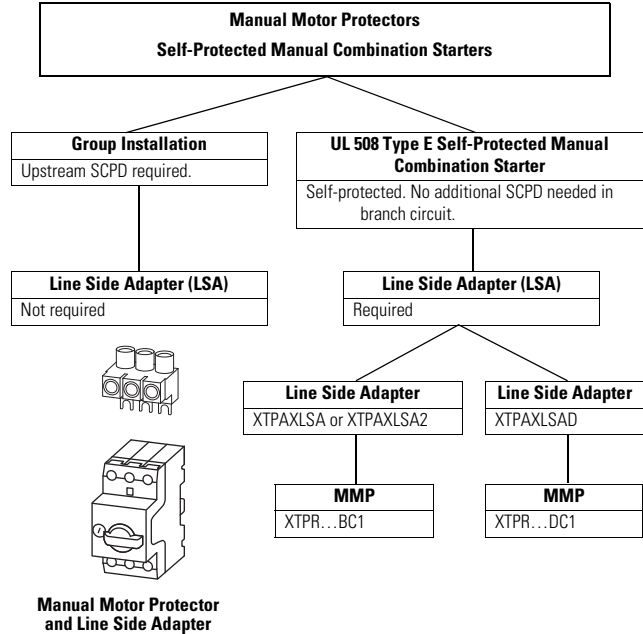 Manual Motor Protectors
Self-Protected Manual Combination Starters
Group Installation
Upstream SCPD required.
UL 508 Type E Self-Protected Manual
Combination Starter
Self-protected. No additional SCPD needed in
branch circuit.
Line Side Adapter (LSA)
Not required
Line Side Adapter (LSA)
Required
Line Side Adapter
XTPAXLSA or XTPAXLSA2
Line Side Adapter
XTPAXLSAD
MMP
XTPR…BC1
MMP
XTPR…DC1
Manual Motor Protector
and Line Side Adapter